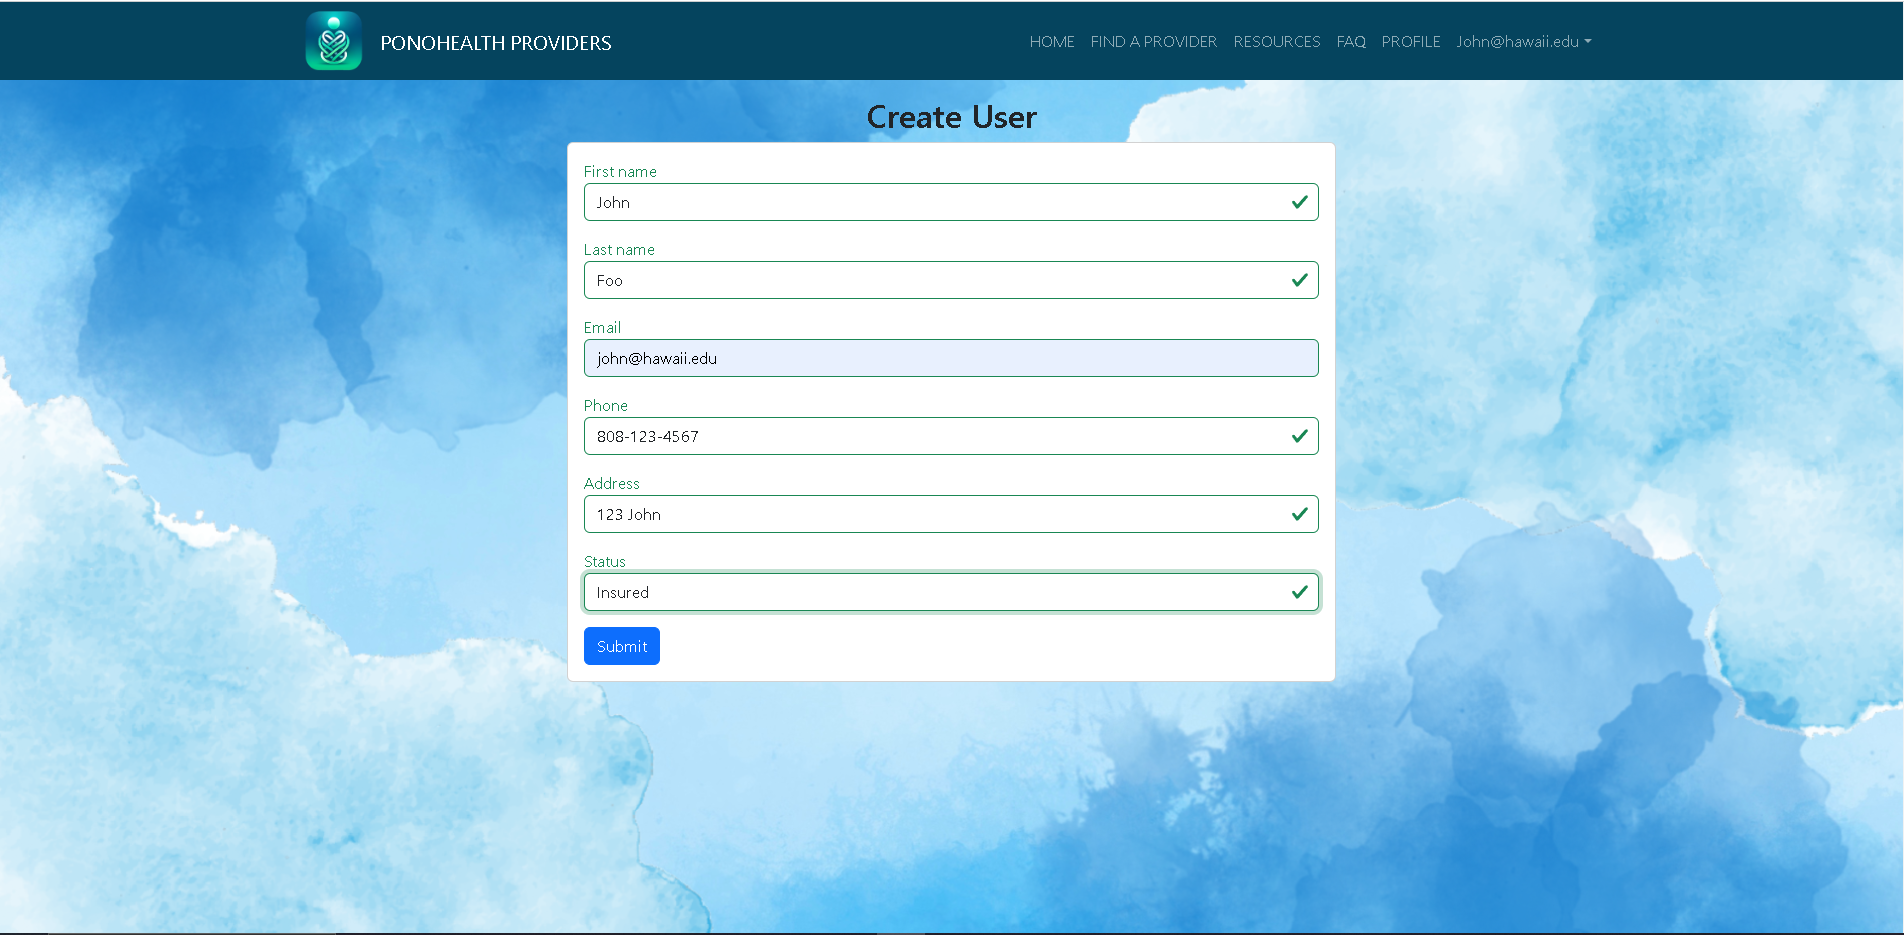 PONOHEALTH PROVIDERS HOME FIND A PROVIDER RESOURCES FAQ PROFILE John@hawaii.edu
Create User
First name
John
Last name
Foo
Email
john@hawaii.edu
Phone
808-123-4567
Address
123 John
Status
Insured
Submit